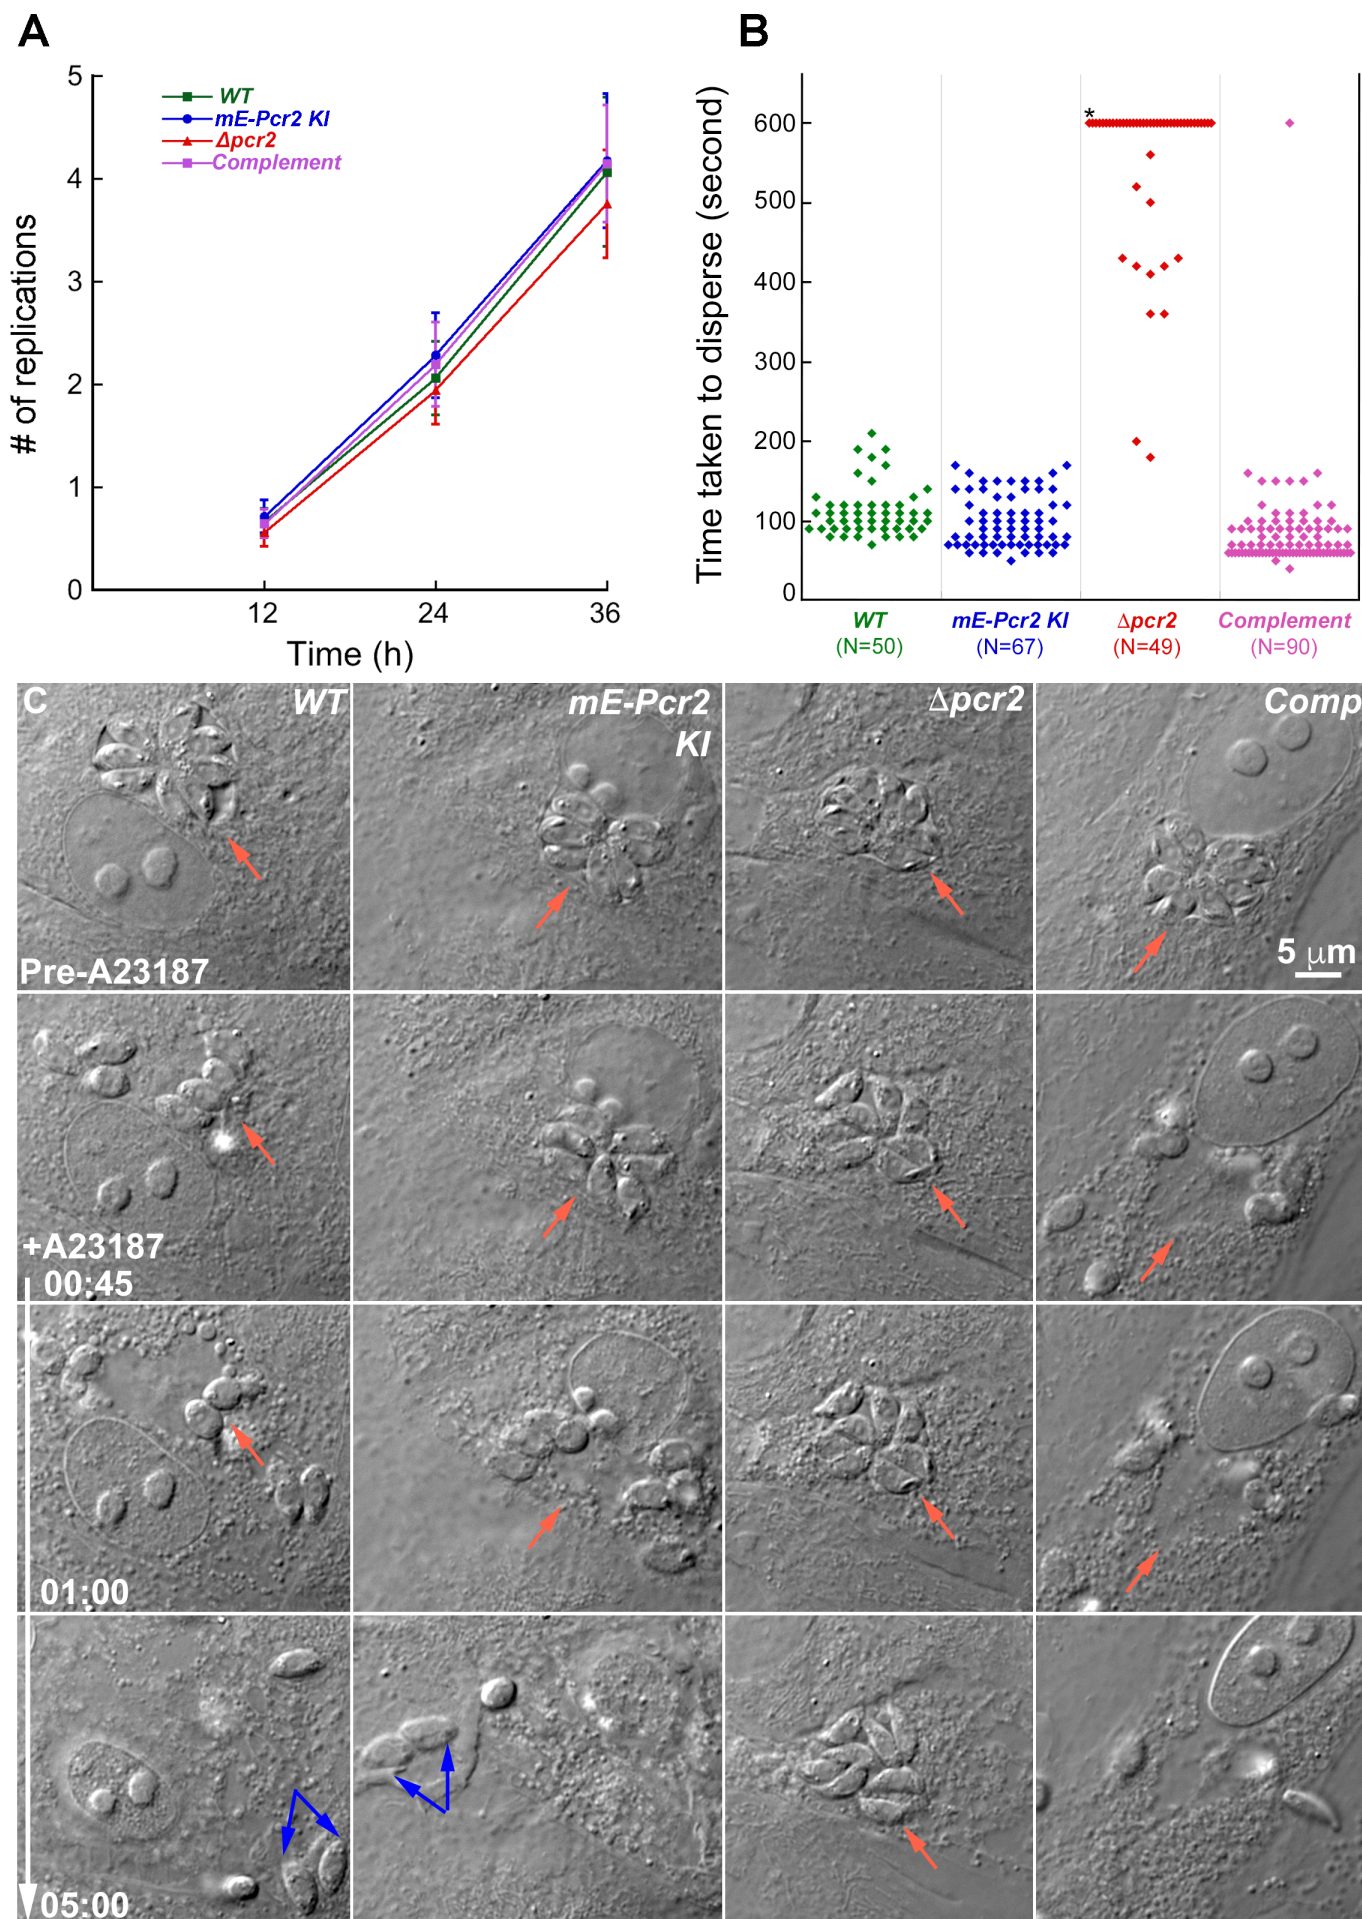 A
B
5
4
3
2
1
0
# of replications
WT
mE-Pcr2 KI
Δpcr2
Complement
12
24
36
Time (h)
Time taken to disperse (second)
600
500
400
300
200
100
0
*
WT
mE-Pcr2 KI
Δpcr2
Complement
(N=50)
(N=67)
(N=49)
(N=90)
C
WT
mE-Pcr2
KI
Δpcr2
Comp
Pre-A23187
5 μm
+A23187
00:45
01:00
05:00